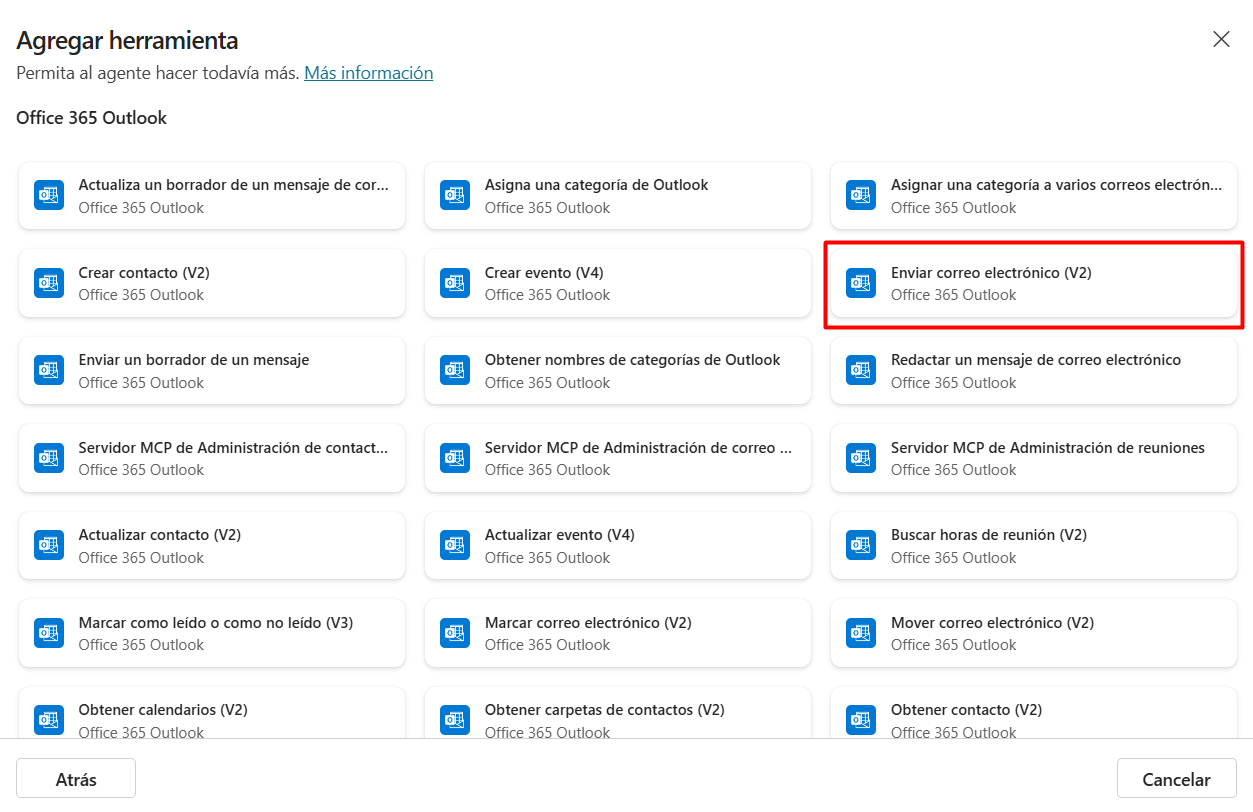 Agregar herramienta
Permita al agente hacer todavía más. Más información
Office 365 Outlook
Actualiza un borrador de un mensaje de cor...
Office 365 Outlook
Asigna una categoría de Outlook
Office 365 Outlook
Asignar una categoría a varios correos electrón...
Office 365 Outlook
Crear contacto (V2)
Office 365 Outlook
Crear evento (V4)
Office 365 Outlook
Enviar correo electrónico (V2)
Office 365 Outlook
Enviar un borrador de un mensaje
Office 365 Outlook
Obtener nombres de categorías de Outlook
Office 365 Outlook
Redactar un mensaje de correo electrónico
Office 365 Outlook
Servidor MCP de Administración de contact...
Office 365 Outlook
Servidor MCP de Administración de correo ...
Office 365 Outlook
Servidor MCP de Administración de reuniones
Office 365 Outlook
Actualizar contacto (V2)
Office 365 Outlook
Actualizar evento (V4)
Office 365 Outlook
Buscar horas de reunión (V2)
Office 365 Outlook
Marcar como leído o como no leído (V3)
Office 365 Outlook
Marcar correo electrónico (V2)
Office 365 Outlook
Mover correo electrónico (V2)
Office 365 Outlook
Obtener calendarios (V2)
Office 365 Outlook
Obtener carpetas de contactos (V2)
Office 365 Outlook
Obtener contacto (V2)
Office 365 Outlook
Atrás
Cancelar